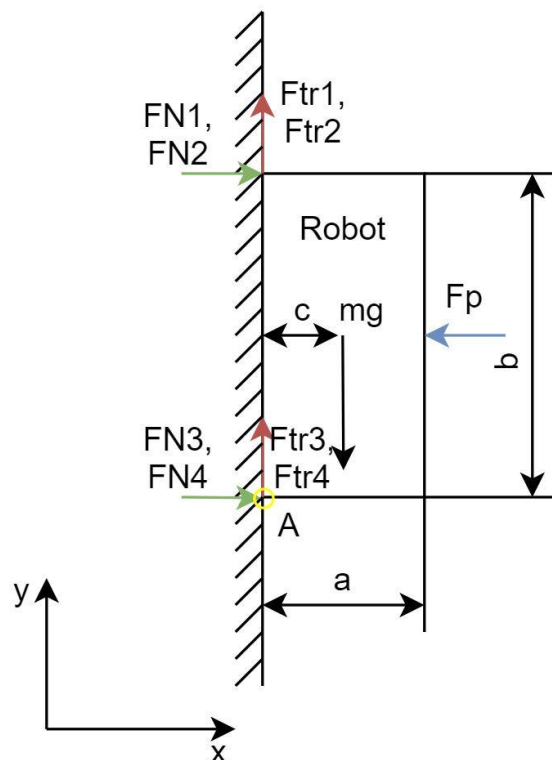 Ftr1,
Ftr2
FN1,
FN2
Robot
c
mg
Fp
b
FN3,
FN4
Ftr3,
Ftr4
A
a
y
x